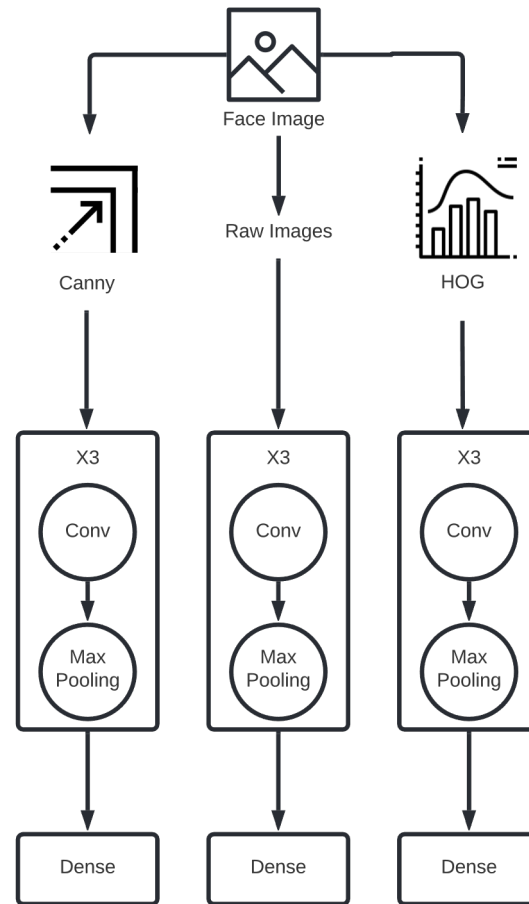 Face Image
Raw Images
Canny
HOG
X3
X3
X3
Conv
Conv
Conv
Max
Pooling
Max
Pooling
Max
Pooling
Dense
Dense
Dense